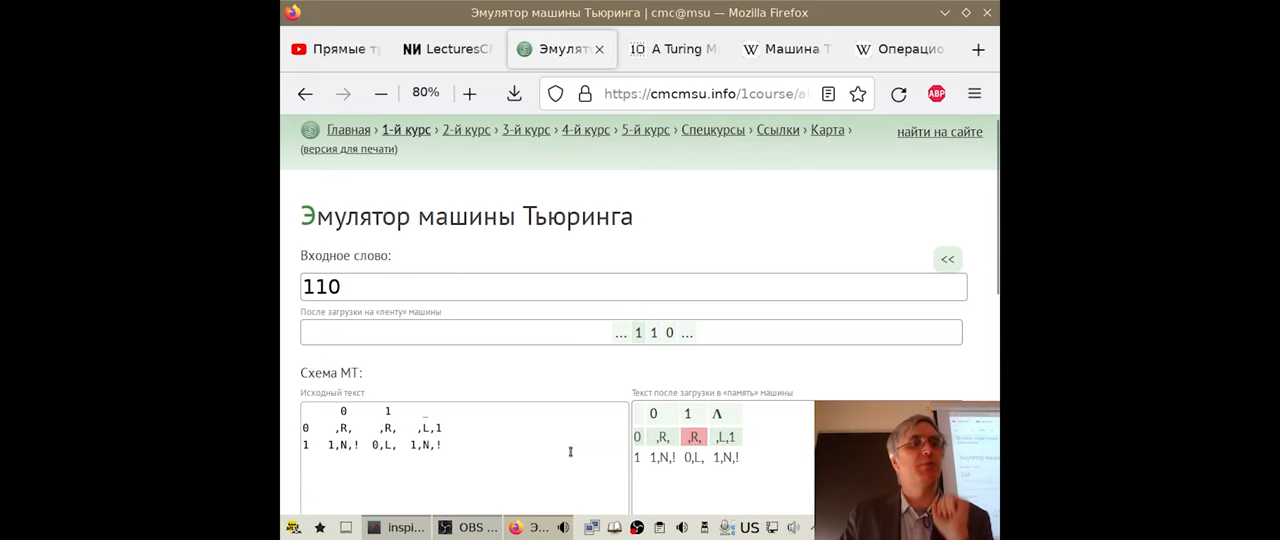 Эмулятор машины Тьюринга | cmc@msu — Mozilla Firefox
Прямые т
LecturesC
Эмулят
A Turing M
Машина Т
Операцио
80%
https://cmcmsu.info/1course/a
ABP
Главная › 1-й курс › 2-й курс › 3-й курс › 4-й курс › 5-й курс › Спецкурсы › Ссылки › Карта ›
найти на сайте
(версия для печати)
Эмулятор машины Тьюринга
Входное слово:
<<
110
После загрузки на «ленту» машины
... 1 1 0 ...
Схема МТ:
Исходный текст
0 1 _
0 ,R, ,R, ,L,1
1 1,N,! 0,L, 1,N,!
Текст после загрузки в «память» машины
0 1 Λ
0 ,R, ,R, ,L,1
1 1,N,! 0,L, 1,N,!
inspi...
OBS ...
Э...
US